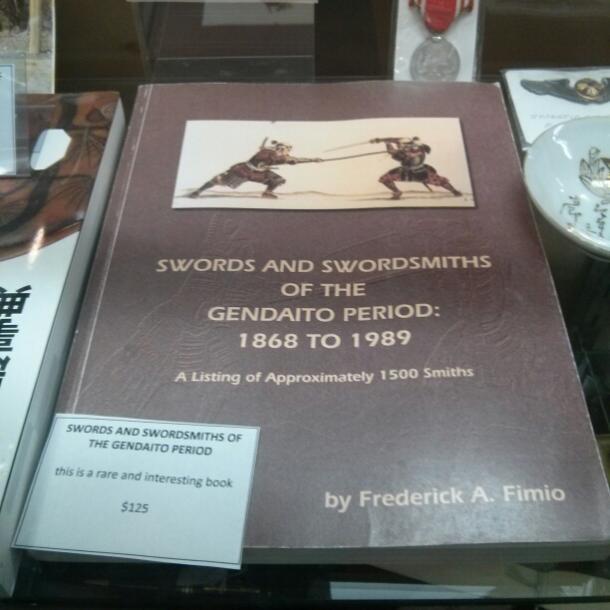 SWORDS AND SWORDSMITHS
OF THE
GENDAITO PERIOD:
1868 TO 1989
A Listing of Approximately 1500 Smiths
by Frederick A. Fimio
SWORDS AND SWORDSMITHS OF
THE GENDAITO PERIOD
this is a rare and interesting book
$125